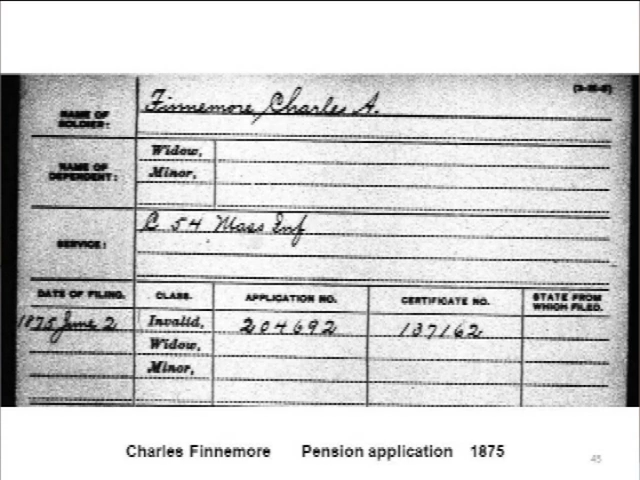 Finnemore, Charles A.
NAME OF
SOLDIER:
NAME OF
DEPENDENT:
Widow,
Minor,
SERVICE:
C 54 Mass Inf
DATE OF FILING. CLASS. APPLICATION NO. CERTIFICATE NO. STATE FROM
WHICH FILED.
1875 June 2 Invalid, 204692 137162
Widow,
Minor,
Charles Finnemore Pension application 1875
45